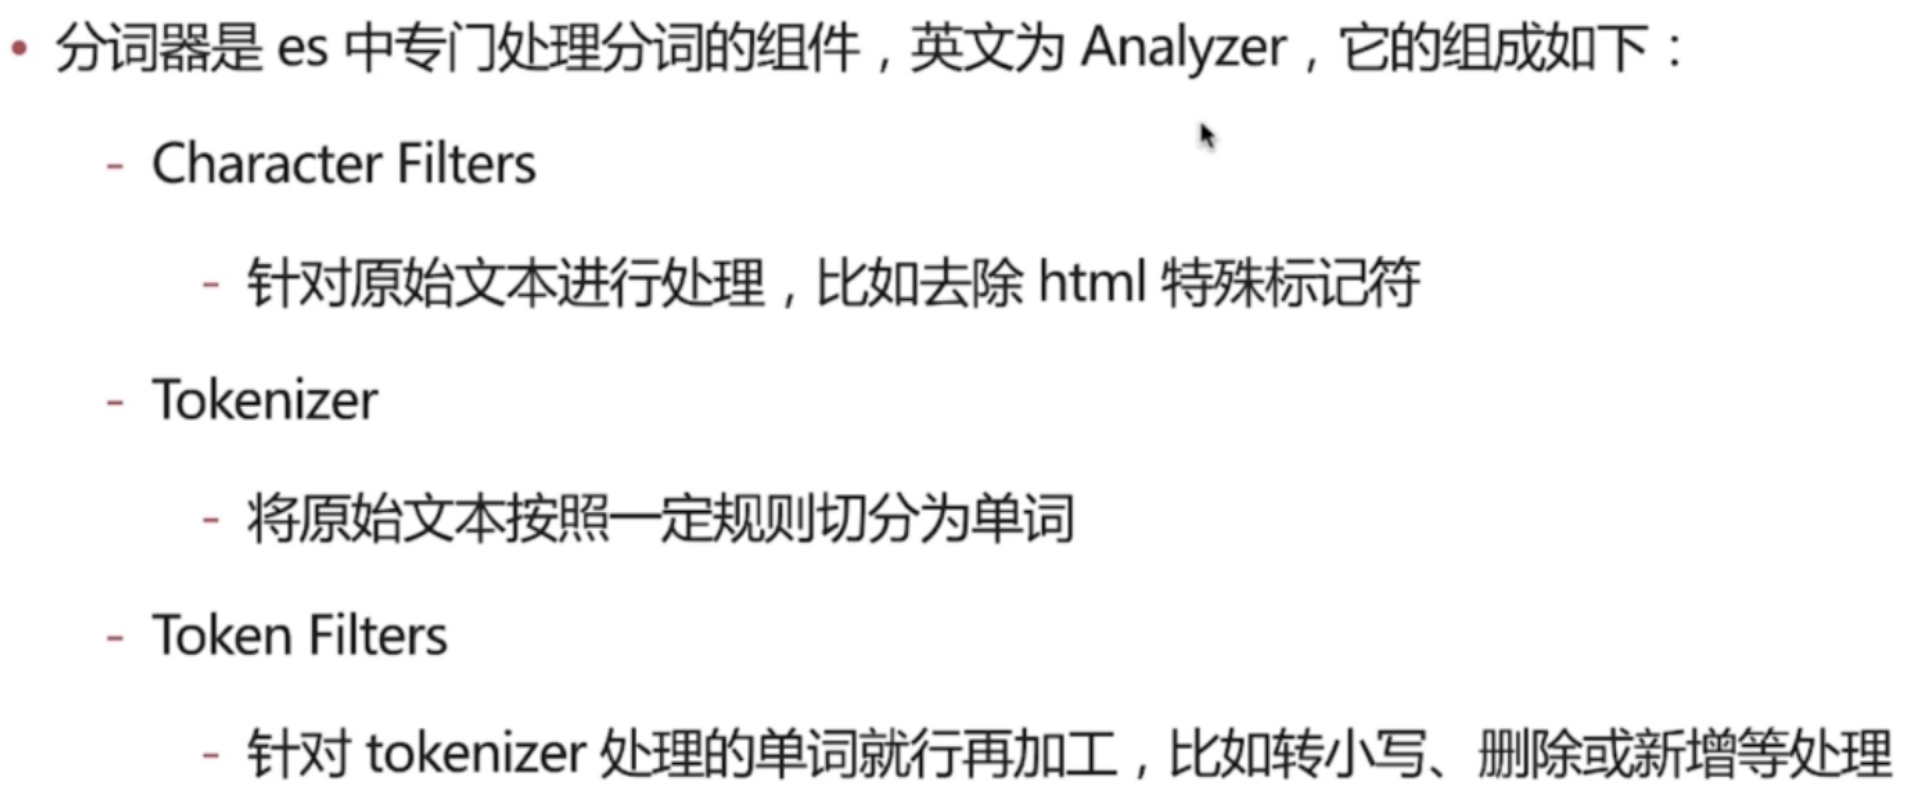 • 分词器是 es 中专门处理分词的组件，英文为 Analyzer，它的组成如下：
- Character Filters
- 针对原始文本进行处理，比如去除 html 特殊标记符
- Tokenizer
- 将原始文本按照一定规则切分为单词
- Token Filters
- 针对 tokenizer 处理的单词就行再加工，比如转小写、删除或新增等处理